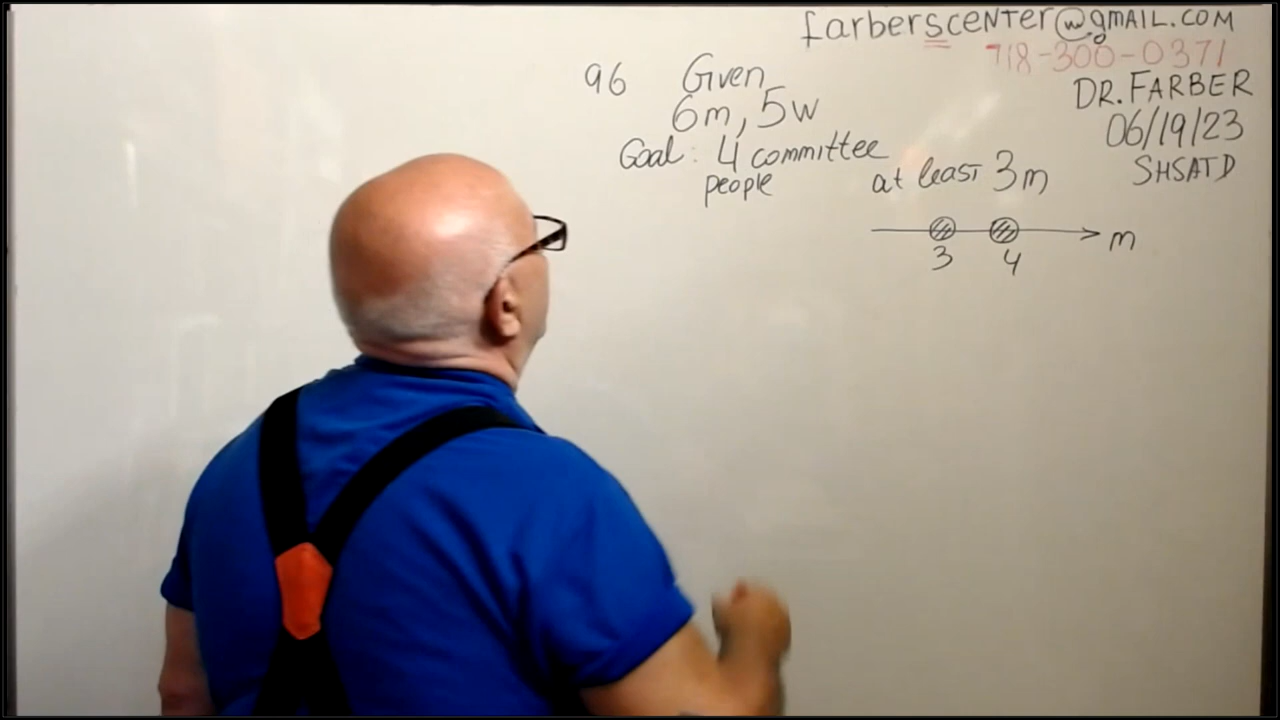 farberscenter@gmail.com
718-300-0371
DR. FARBER
06/19/23
SHSATD
96 Given
6m, 5w
Goal: 4 committee
people
at least 3m
m
3 4